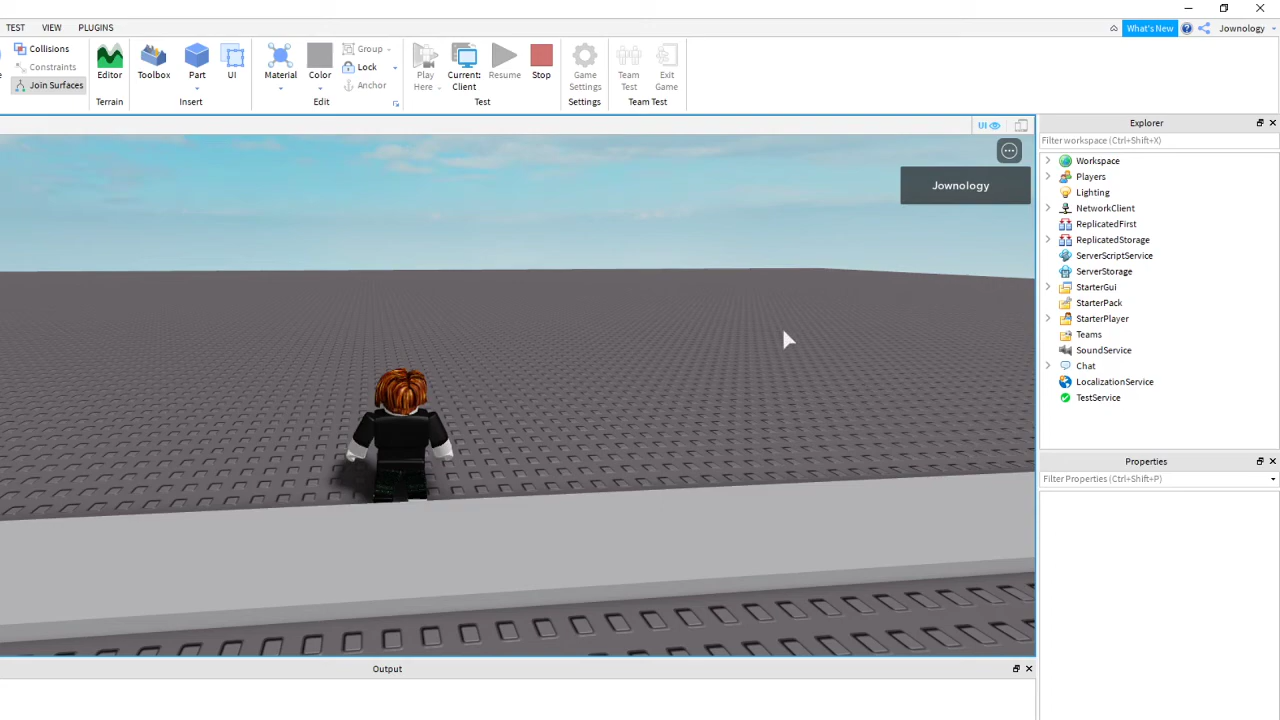 TEST VIEW PLUGINS
What's New Jownology
Collisions
Constraints
Join Surfaces
Editor
Terrain
Toolbox Part UI
Insert
Material Color
Group
Lock
Anchor
Edit
Play Here Current: Client Resume Stop
Test
Game Settings
Settings
Team Test Exit Game
Team Test
UI
Jownology
Explorer
Filter workspace (Ctrl+Shift+X)
Workspace
Players
Lighting
NetworkClient
ReplicatedFirst
ReplicatedStorage
ServerScriptService
ServerStorage
StarterGui
StarterPack
StarterPlayer
Teams
SoundService
Chat
LocalizationService
TestService
Properties
Filter Properties (Ctrl+Shift+P)
Output